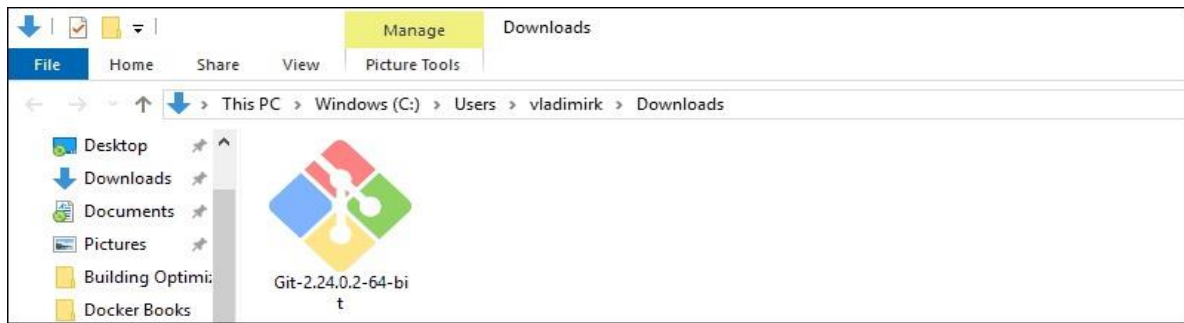 Manage Downloads
File Home Share View Picture Tools
This PC > Windows (C:) > Users > vladimirk > Downloads
Desktop
Downloads
Documents
Pictures
Building Optimiz
Docker Books
Git-2.24.0.2-64-bi
t